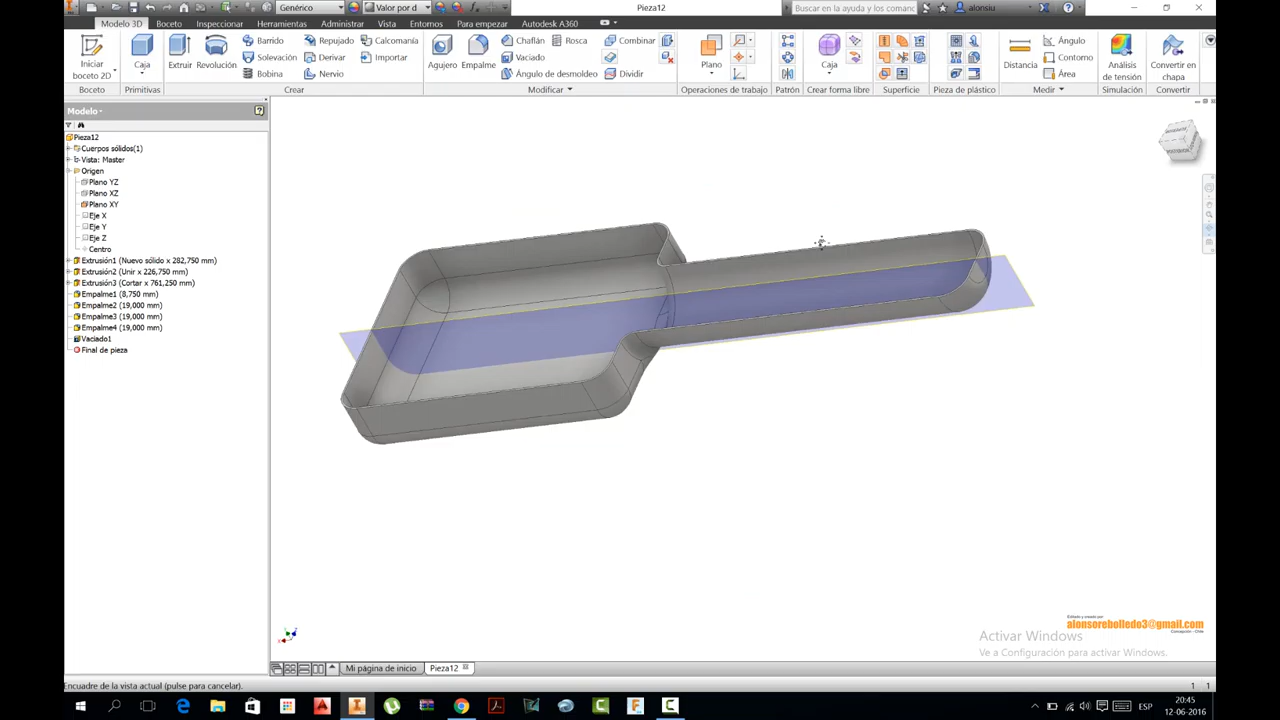 Genérico
Valor por d
Pieza12
Buscar en la ayuda y los comanc
alonsiu
Modelo 3D
Boceto
Inspeccionar
Herramientas
Administrar
Vista
Entornos
Para empezar
Autodesk A360
Iniciar
boceto 2D
Caja
Extruir
Revolución
Barrido
Solevación
Bobina
Repujado
Derivar
Nervio
Calcomanía
Importar
Agujero
Empalme
Chaflán
Vaciado
Ángulo de desmoldeo
Rosca
Combinar
Dividir
Plano
Caja
Distancia
Ángulo
Contorno
Área
Análisis
de tensión
Convertir en
chapa
Boceto
Primitivas
Crear
Modificar
Operaciones de trabajo
Patrón
Crear forma libre
Superficie
Pieza de plástico
Medir
Simulación
Convertir
Modelo
Pieza12
Cuerpos sólidos(1)
Vista: Master
Origen
Plano YZ
Plano XZ
Plano XY
Eje X
Eje Y
Eje Z
Centro
Extrusión1 (Nuevo sólido x 282,750 mm)
Extrusión2 (Unir x 226,750 mm)
Extrusión3 (Cortar x 761,250 mm)
Empalme1 (8,750 mm)
Empalme2 (19,000 mm)
Empalme3 (19,000 mm)
Empalme4 (19,000 mm)
Vaciado1
Final de pieza
Editado y creado por
alonsorebolledo3@gmail.com
Concepción - Chile
Activar Windows
Ve a Configuración para activar Windows.
Mi página de inicio
Pieza12
Encuadre de la vista actual (pulse para cancelar).
1 1
ESP
20:45
12-06-2016